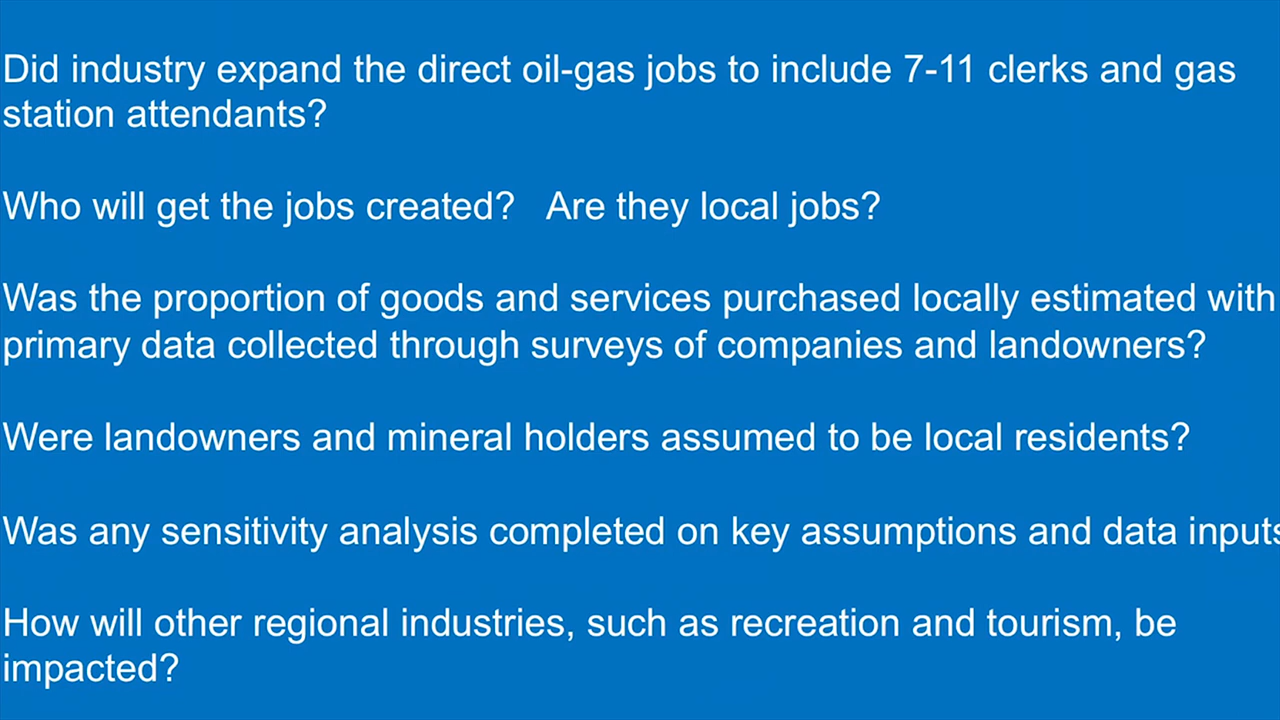 Did industry expand the direct oil-gas jobs to include 7-11 clerks and gas
station attendants?
Who will get the jobs created?   Are they local jobs?
Was the proportion of goods and services purchased locally estimated with
primary data collected through surveys of companies and landowners?
Were landowners and mineral holders assumed to be local residents?
Was any sensitivity analysis completed on key assumptions and data inputs
How will other regional industries, such as recreation and tourism, be
impacted?